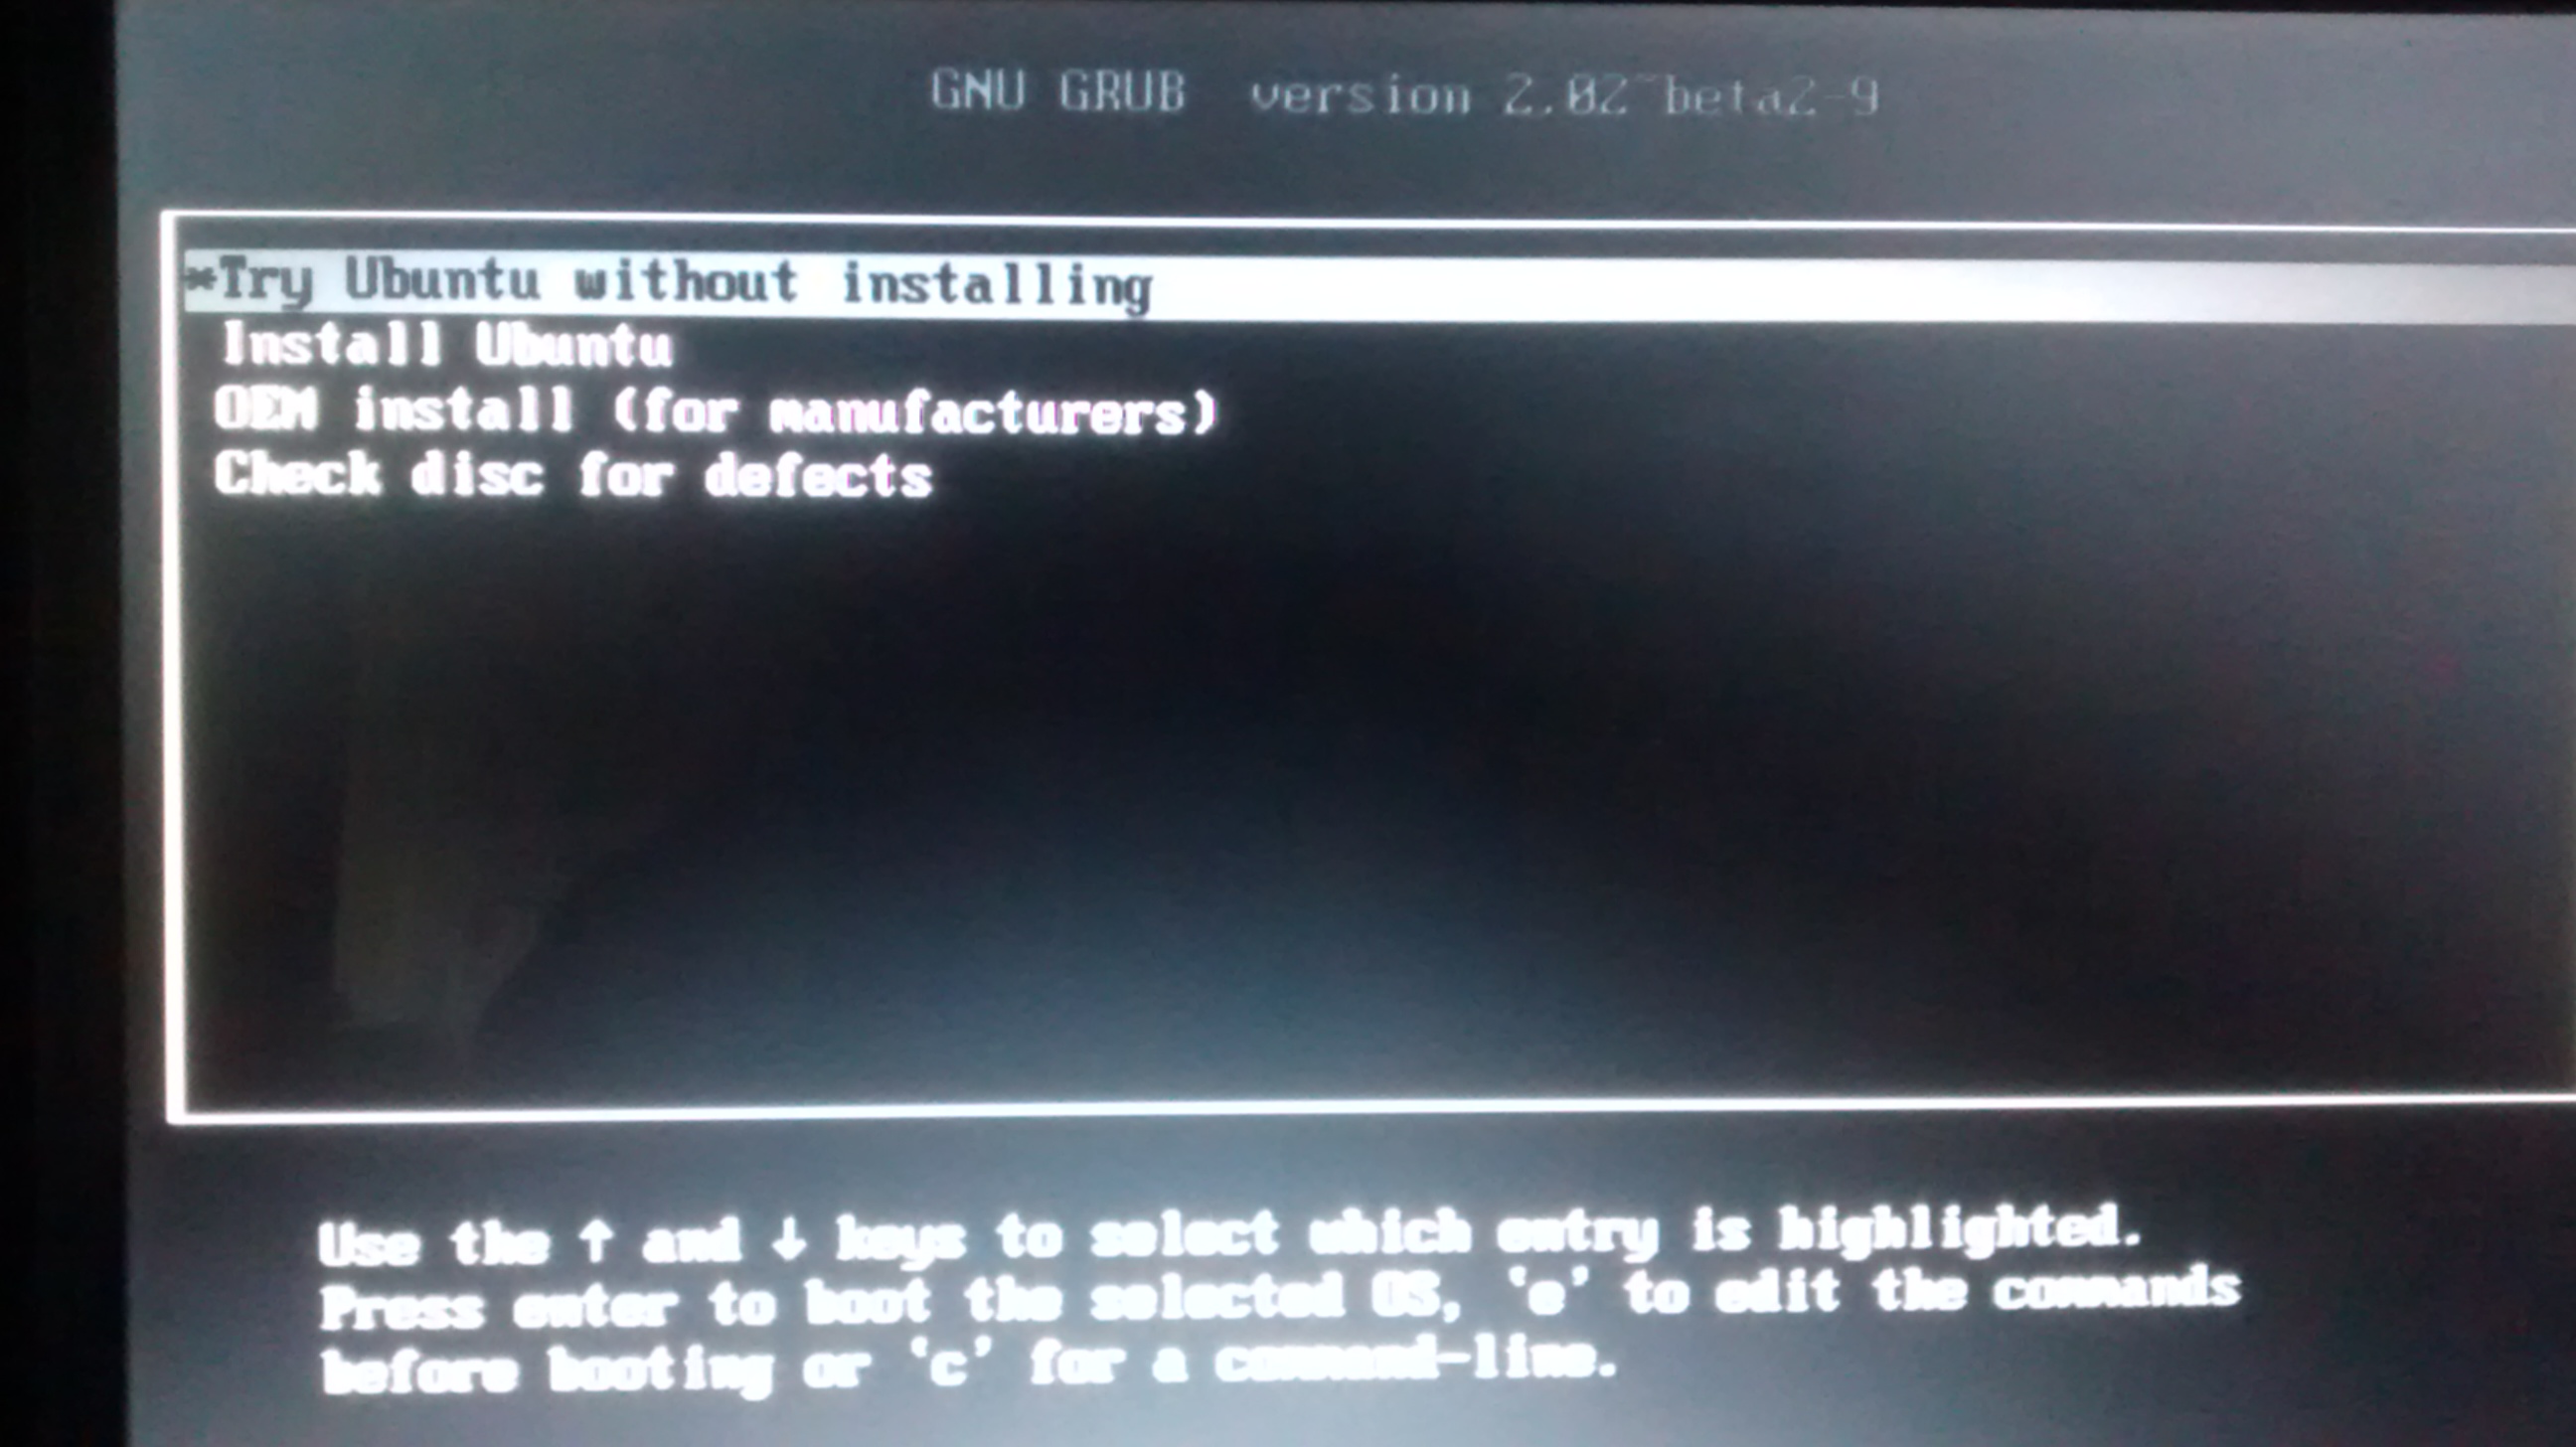 GNU GRUB version 2.02~beta2-9
*Try Ubuntu without installing
Install Ubuntu
OEM install (for manufacturers)
Check disc for defects
Use the ↑ and ↓ keys to select which entry is highlighted.
Press enter to boot the selected OS, `e' to edit the commands
before booting or `c' for a command-line.